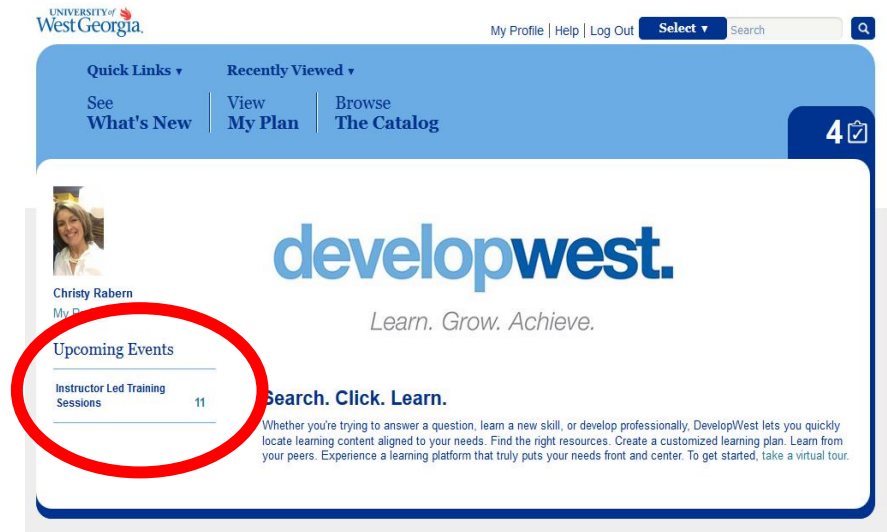 UNIVERSITY of
West Georgia.
My Profile | Help | Log Out Select ▼ Search
Quick Links ▼ Recently Viewed ▼
See View Browse
What's New My Plan The Catalog
4
developwest.
Learn. Grow. Achieve.
Christy Rabern
My
Upcoming Events
Instructor Led Training
Sessions 11
Search. Click. Learn.
Whether you're trying to answer a question, learn a new skill, or develop professionally, DevelopWest lets you quickly
locate learning content aligned to your needs. Find the right resources. Create a customized learning plan. Learn from
your peers. Experience a learning platform that truly puts your needs front and center. To get started, take a virtual tour.